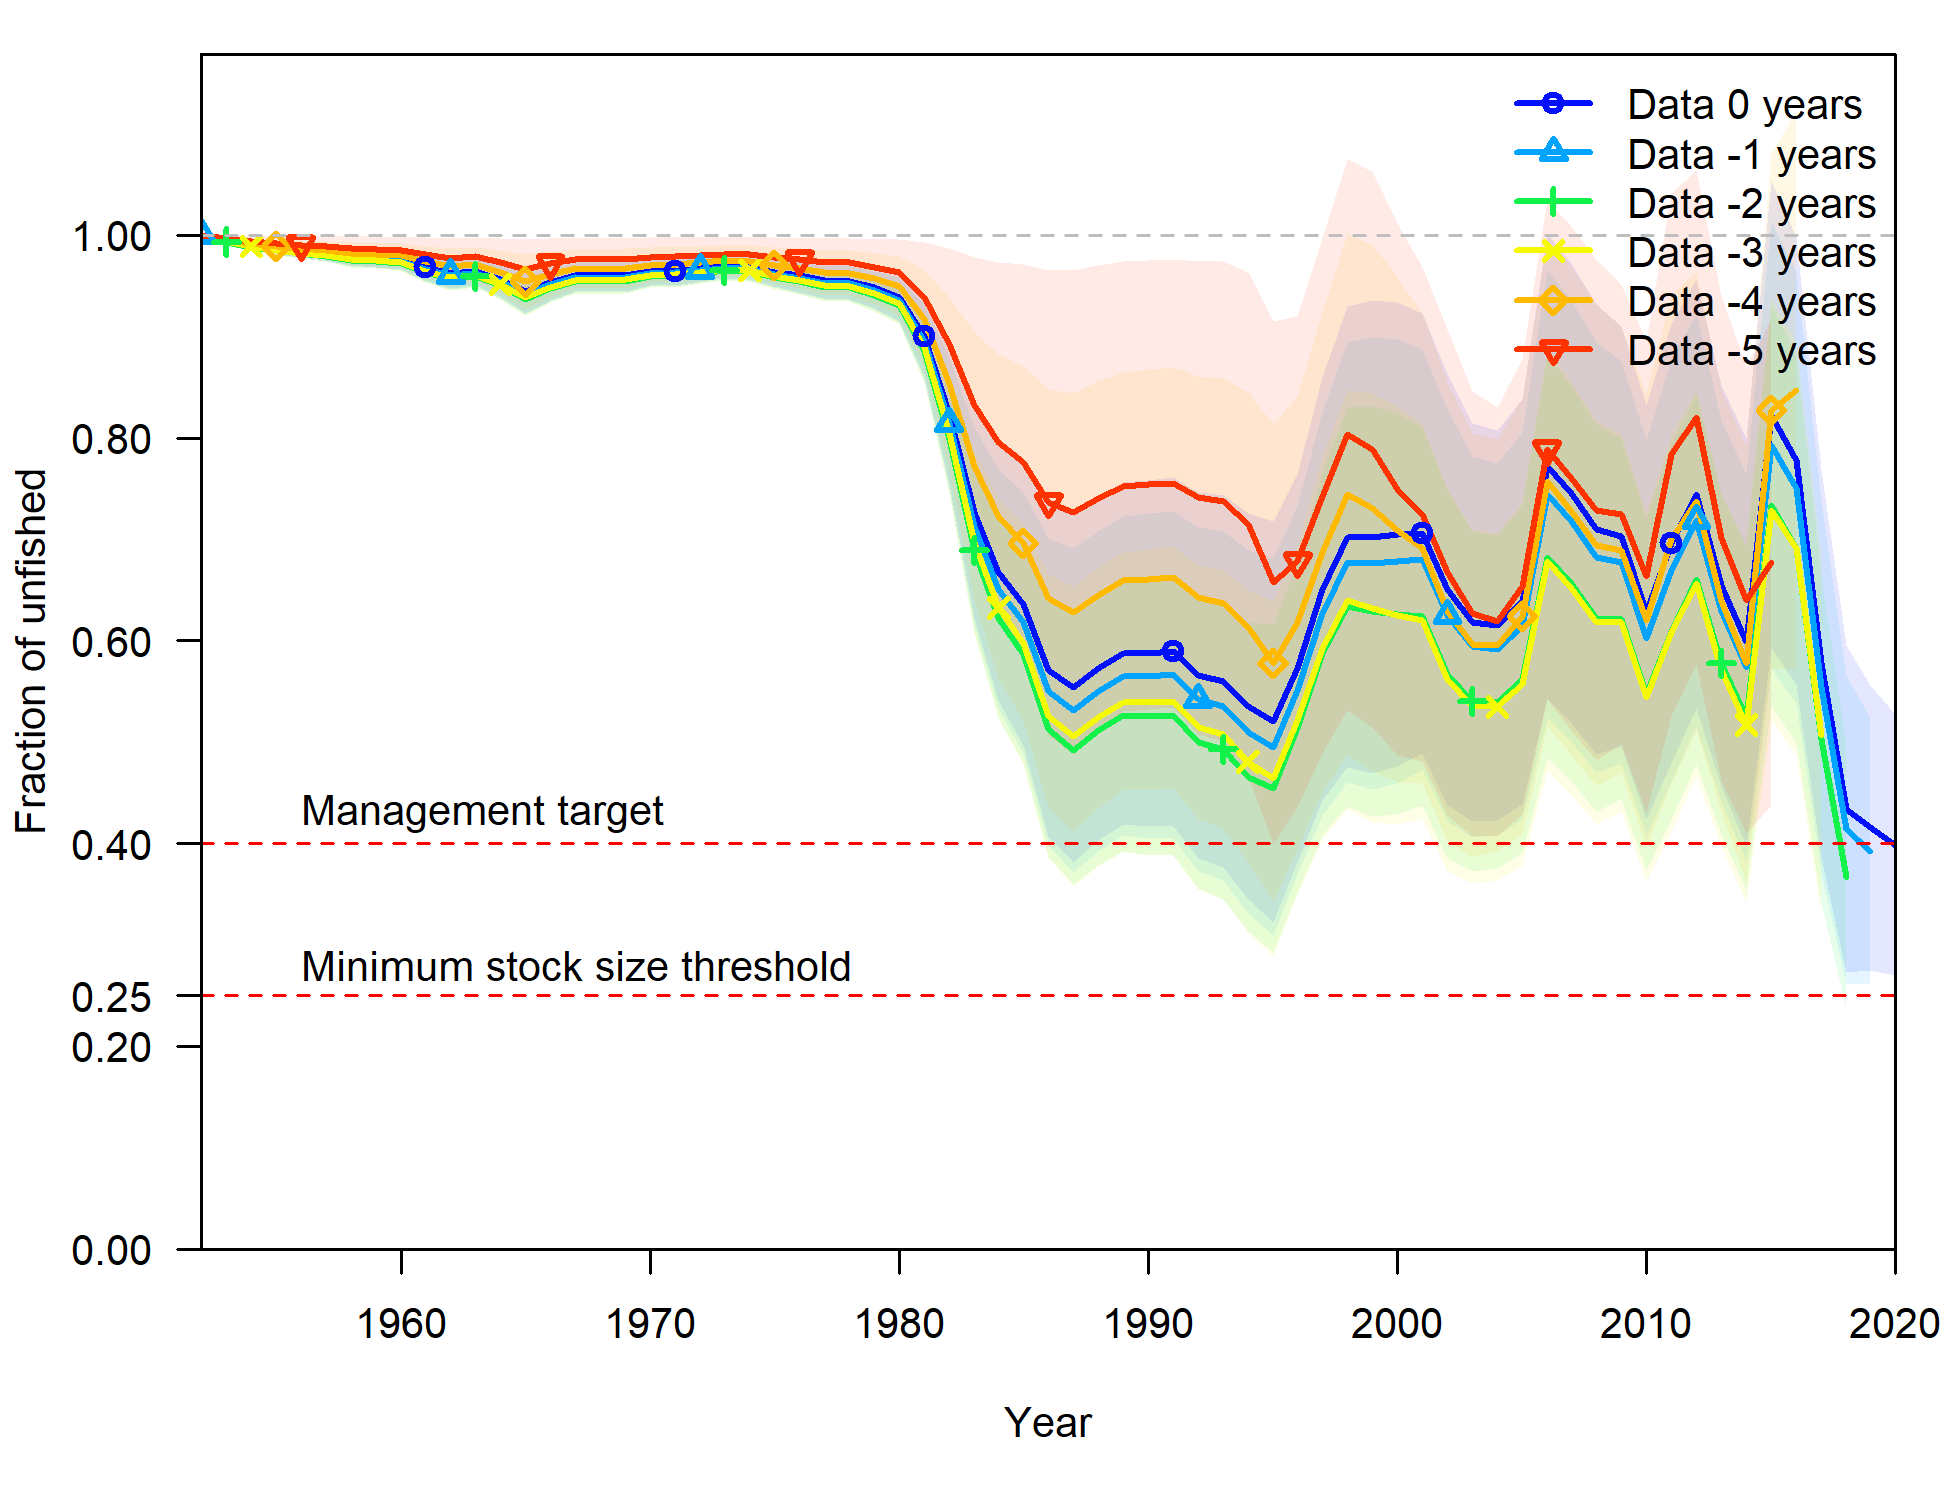 Data 0 years
Data -1 years
Data -2 years
Data -3 years
Data -4 years
Data -5 years
1.00
0.80
0.60
0.40
0.25
0.20
0.00
Fraction of unfished
Management target
Minimum stock size threshold
1960 1970 1980 1990 2000 2010 2020
Year